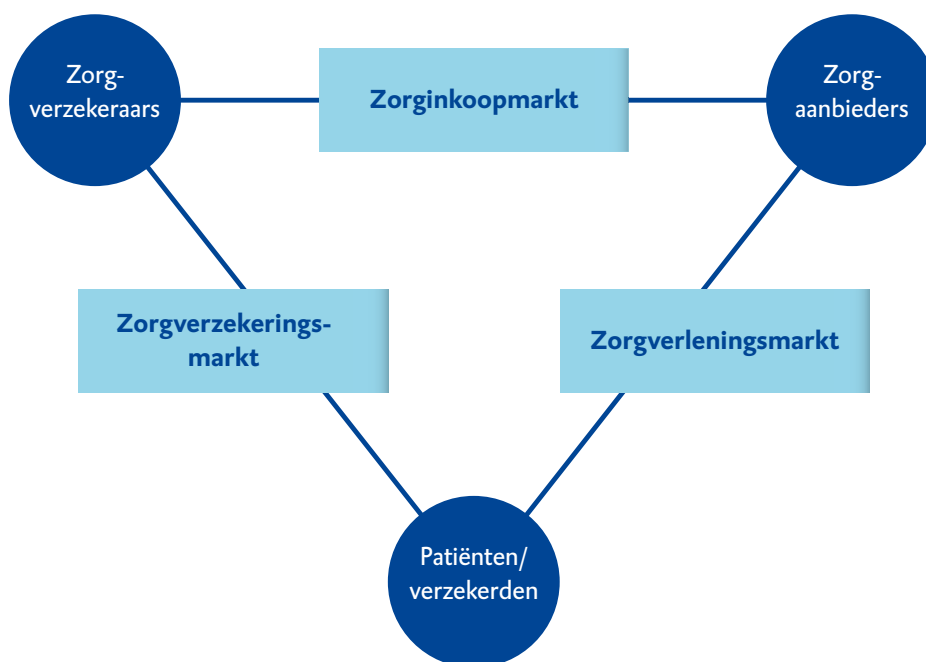 Zorg-
verzekeraars
Zorginkoopmarkt
Zorg-
aanbieders
Zorgverzekerings-
markt
Zorgverleningsmarkt
Patiënten/
verzekerden